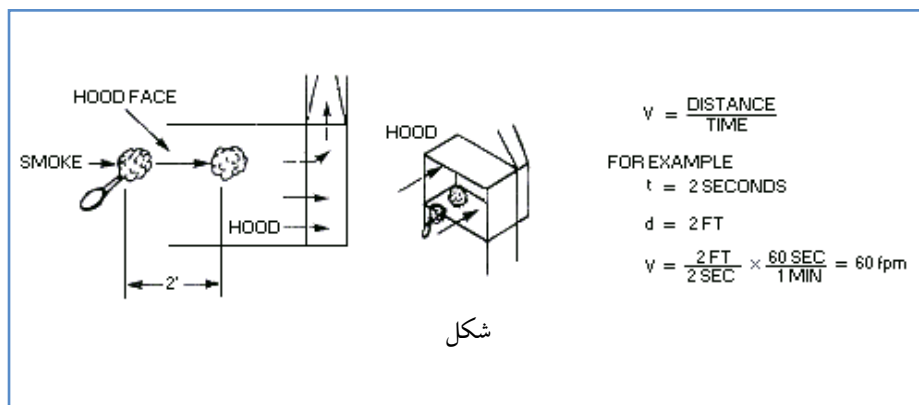 HOOD FACE
SMOKE
HOOD
2'
HOOD
شكل
V = DISTANCE / TIME
FOR EXAMPLE
t = 2 SECONDS
d = 2 FT
V = 2 FT / 2 SEC × 60 SEC / 1 MIN = 60 fpm